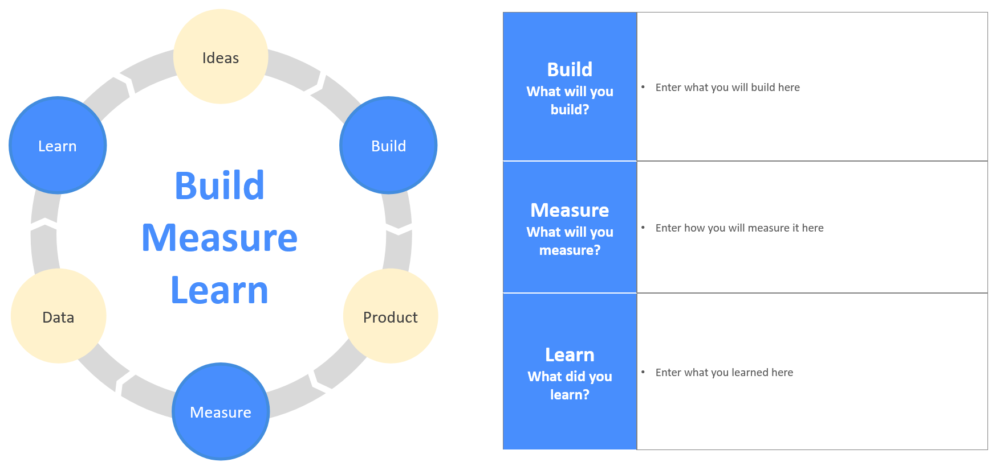 Ideas
Learn
Build
Build
Measure
Learn
Data
Product
Measure
Build
What will you
build?
• Enter what you will build here
Measure
What will you
measure?
• Enter how you will measure it here
Learn
What did you
learn?
• Enter what you learned here